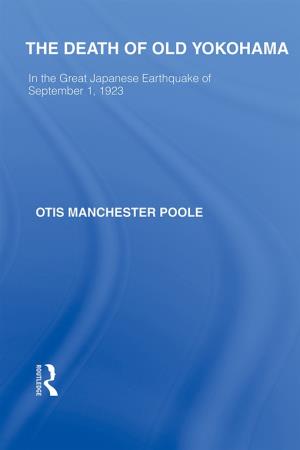 THE DEATH OF OLD YOKOHAMA
In the Great Japanese Earthquake of
September 1, 1923
OTIS MANCHESTER POOLE
ROUTLEDGE